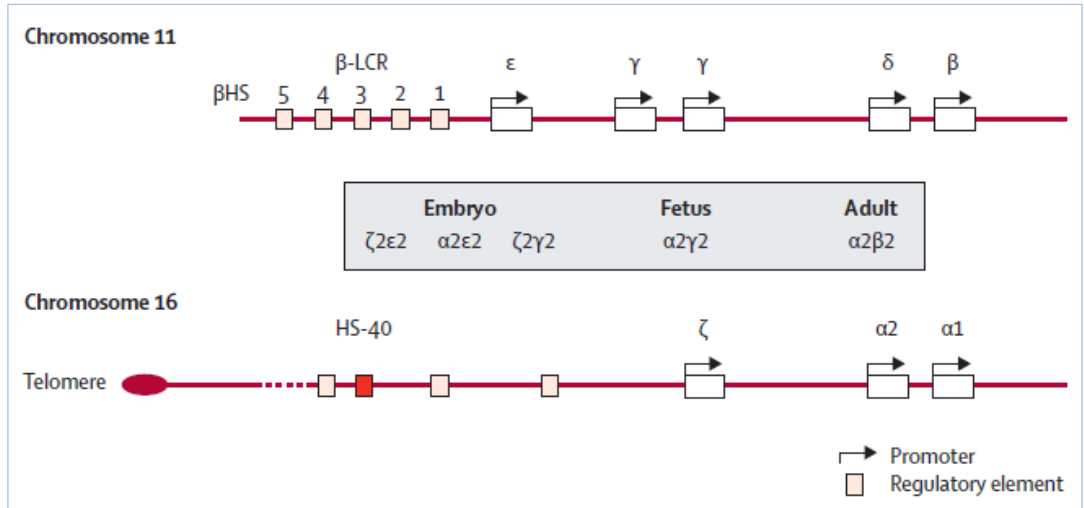 Chromosome 11
β-LCR ε γ γ δ β
βHS 5 4 3 2 1
Embryo Fetus Adult
ζ2ε2 α2ε2 ζ2γ2 α2γ2 α2β2
Chromosome 16
HS-40 ζ α2 α1
Telomere
Promoter
Regulatory element